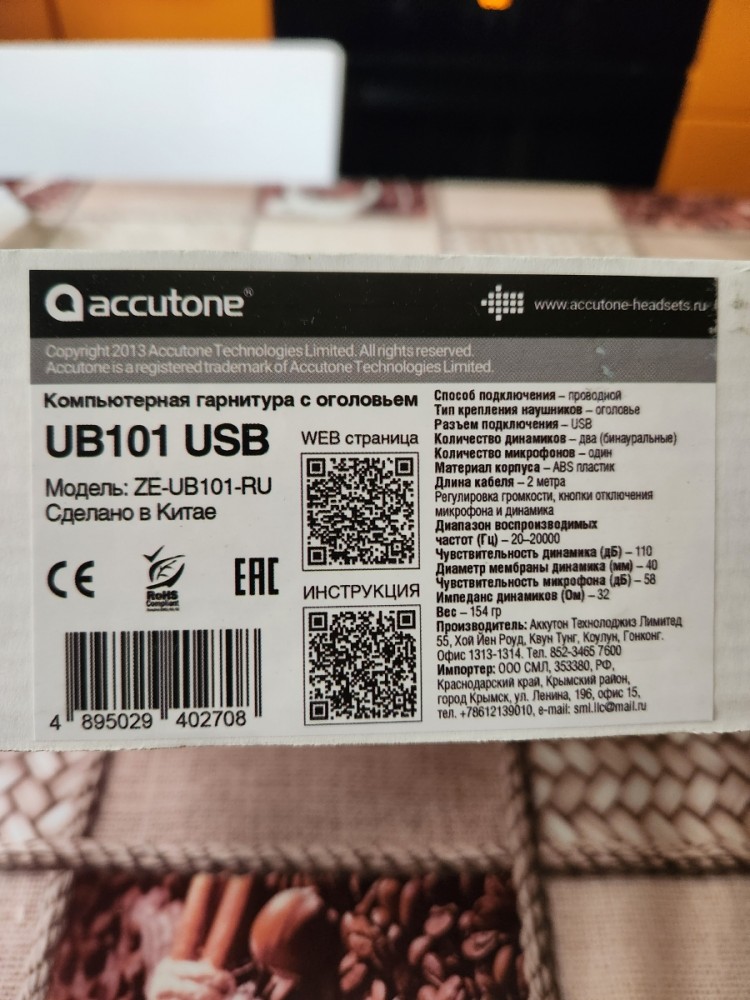 accutone®
www.accutone-headsets.ru
Copyright 2013 Accutone Technologies Limited. All rights reserved.
Accutone is a registered trademark of Accutone Technologies Limited.
Компьютерная гарнитура с оголовьем
UB101 USB
Модель: ZE-UB101-RU
Сделано в Китае
CE
RoHS
Compliant
EAC
4 895029 402708
WEB страница
ИНСТРУКЦИЯ
Способ подключения – проводной
Тип крепления наушников – оголовье
Разъем подключения – USB
Количество динамиков – два (бинауральные)
Количество микрофонов – один
Материал корпуса – ABS пластик
Длина кабеля – 2 метра
Регулировка громкости, кнопки отключения
микрофона и динамика
Диапазон воспроизводимых
частот (Гц) – 20–20000
Чувствительность динамика (дБ) – 110
Диаметр мембраны динамика (мм) – 40
Чувствительность микрофона (дБ) – 58
Импеданс динамиков (Ом) – 32
Вес – 154 гр
Производитель: Аккутон Технолоджиз Лимитед
55, Хой Йен Роуд, Квун Тунг, Коулун, Гонконг.
Офис 1313-1314. Тел. 852-3465 7600
Импортер: ООО СМЛ, 353380, РФ,
Краснодарский край, Крымский район,
город Крымск, ул. Ленина, 196, офис 15,
тел. +78612139010, e-mail: sml.llc@mail.ru